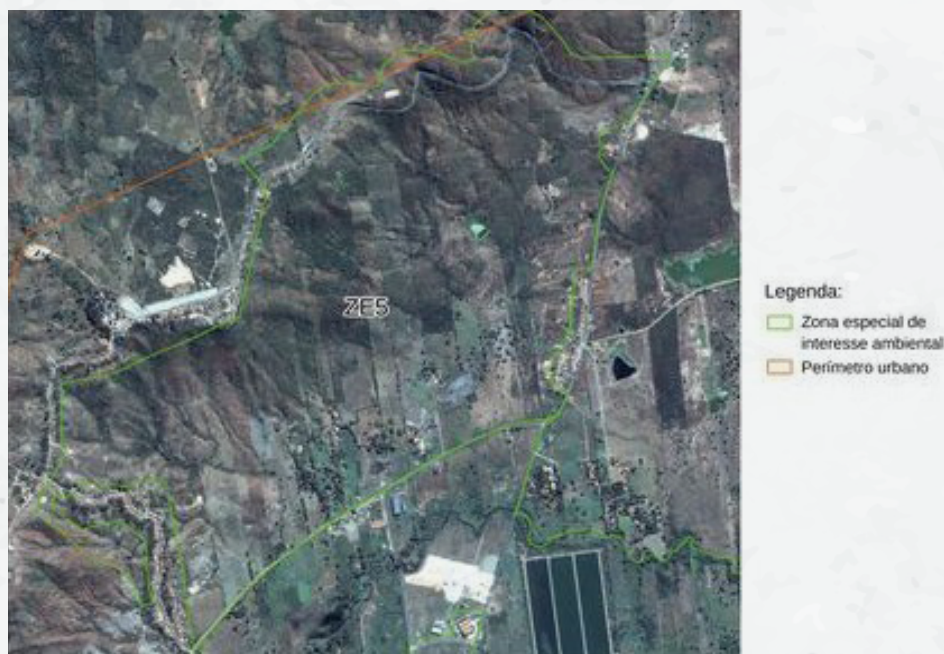 ZE5
Legenda:
Zona especial de
interesse ambiental
Perímetro urbano